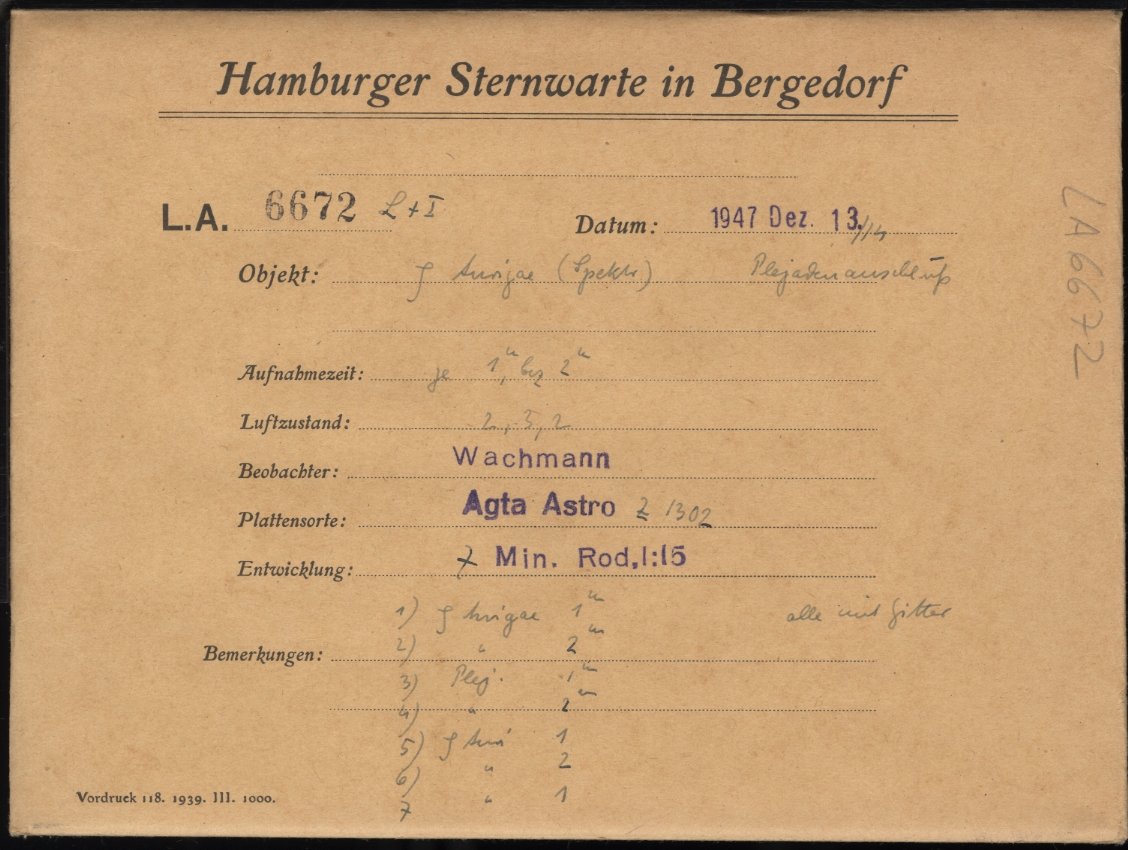 Hamburger Sternwarte in Bergedorf
L.A. 6672 L+I
Datum: 1947 Dez. 13./14
Objekt: ζ Aurigae (Spektr) Plejadenanschluß
Aufnahmezeit: je 1ᵐ, bez 2ᵐ
Luftzustand: 2, 5, 2
Beobachter: Wachmann
Plattensorte: Agfa Astro Z 1302
Entwicklung: 7 Min. Rod. 1:15
Bemerkungen:
1) ζ Aurigae 1ᵐ alle mit Gitter
2) " 2ᵐ
3) Plej. 1ᵐ
4) " 2ᵐ
5) ζ Auri 1
6) " 2
7 " 1
Vordruck 118. 1939. III. 1000.
LA 6672